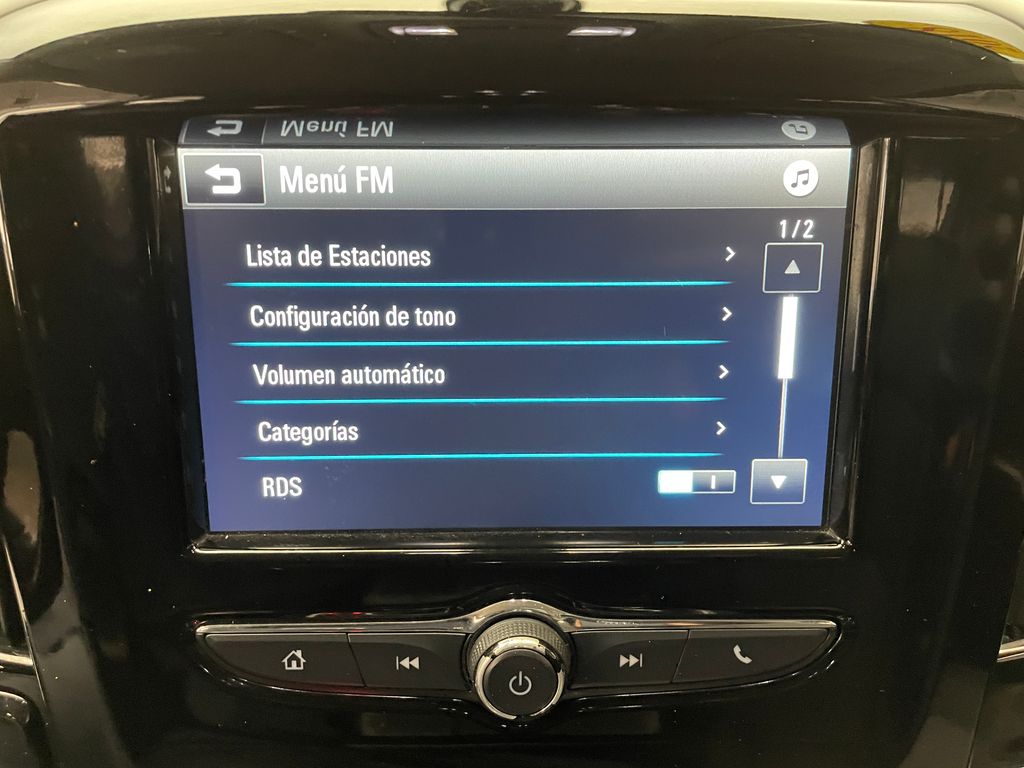 Menú FM
1/2
Lista de Estaciones
Configuración de tono
Volumen automático
Categorías
RDS